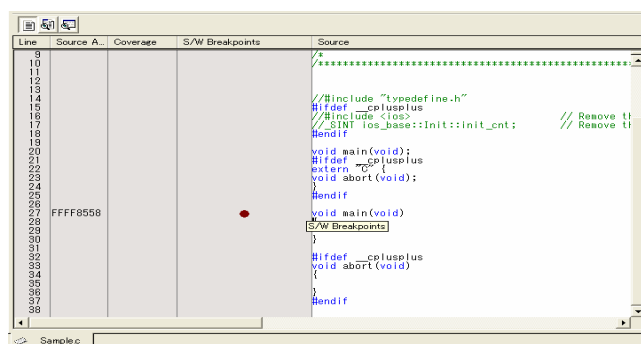 Line Source A... Coverage S/W Breakpoints Source
9 /*
10 /****************************************************
11
12
13
14 //#include "typedefine.h"
15 #ifdef __cplusplus
16 //#include <ios> // Remove th
17 //_SINT ios_base::Init::init_cnt; // Remove th
18 #endif
19
20 void main(void);
21 #ifdef __cplusplus
22 extern "C" {
23 void abort(void);
24 }
25 #endif
26
27 FFFF8558 void main(void)
28
29 S/W Breakpoints
30 }
31
32 #ifdef __cplusplus
33 void abort(void)
34 {
35
36 }
37 #endif
38
Sample.c